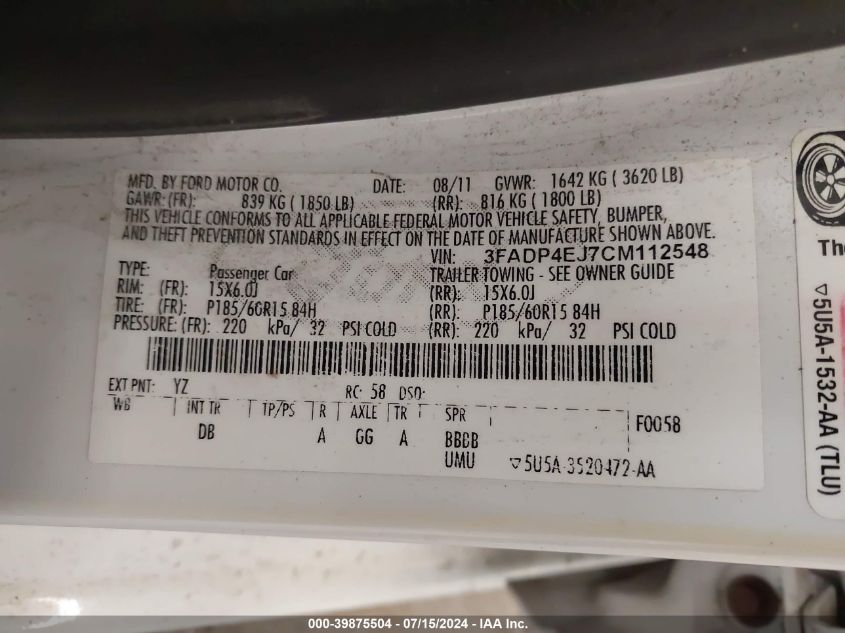 MFD. BY FORD MOTOR CO. DATE: 08/11 GVWR: 1642 KG ( 3620 LB)
GAWR: (FR): 839 KG ( 1850 LB) (RR): 816 KG ( 1800 LB)
THIS VEHICLE CONFORMS TO ALL APPLICABLE FEDERAL MOTOR VEHICLE SAFETY, BUMPER,
AND THEFT PREVENTION STANDARDS IN EFFECT ON THE DATE OF MANUFACTURE SHOWN ABOVE.
VIN: 3FADP4EJ7CM112548
TYPE: Passenger Car TRAILER TOWING - SEE OWNER GUIDE
RIM: (FR): 15X6.0J (RR): 15X6.0J
TIRE: (FR): P185/60R15 84H (RR): P185/60R15 84H
PRESSURE: (FR): 220 kPa/ 32 PSI COLD (RR): 220 kPa/ 32 PSI COLD
EXT PNT: YZ RC: 58 DSO:
WB INT TR TP/PS R AXLE TR SPR F0058
DB A GG A BBDB
UMU ▽5U5A-3520472-AA
The
▽5U5A-1532-AA (TLU)
000-39875504 - 07/15/2024 - IAA Inc.